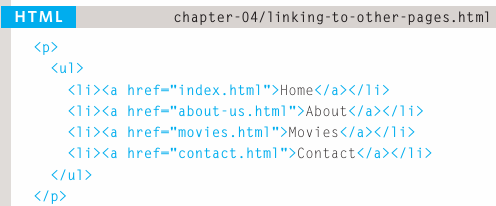 HTML chapter-04/linking-to-other-pages.html
<p>
<ul>
<li><a href="index.html">Home</a></li>
<li><a href="about-us.html">About</a></li>
<li><a href="movies.html">Movies</a></li>
<li><a href="contact.html">Contact</a></li>
</ul>
</p>